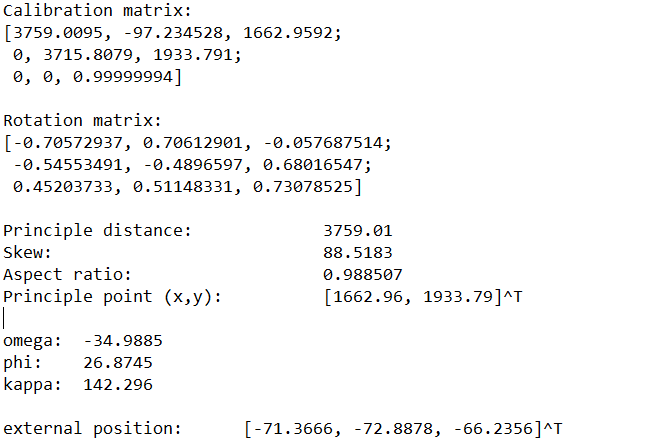 Calibration matrix:
[3759.0095, -97.234528, 1662.9592;
0, 3715.8079, 1933.791;
0, 0, 0.99999994]
Rotation matrix:
[-0.70572937, 0.70612901, -0.057687514;
-0.54553491, -0.4896597, 0.68016547;
0.45203733, 0.51148331, 0.73078525]
Principle distance: 3759.01
Skew: 88.5183
Aspect ratio: 0.988507
Principle point (x,y): [1662.96, 1933.79]^T
omega: -34.9885
phi: 26.8745
kappa: 142.296
external position: [-71.3666, -72.8878, -66.2356]^T